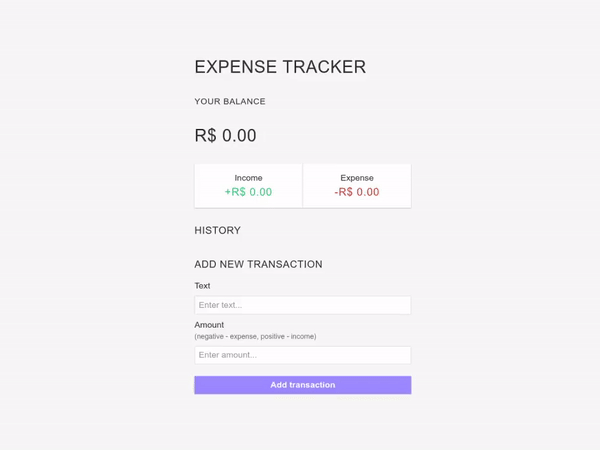 EXPENSE TRACKER
YOUR BALANCE
R$ 0.00
Income
Expense
+R$ 0.00
-R$ 0.00
HISTORY
ADD NEW TRANSACTION
Text
Enter text...
Amount
(negative - expense, positive - income)
Enter amount...
Add transaction